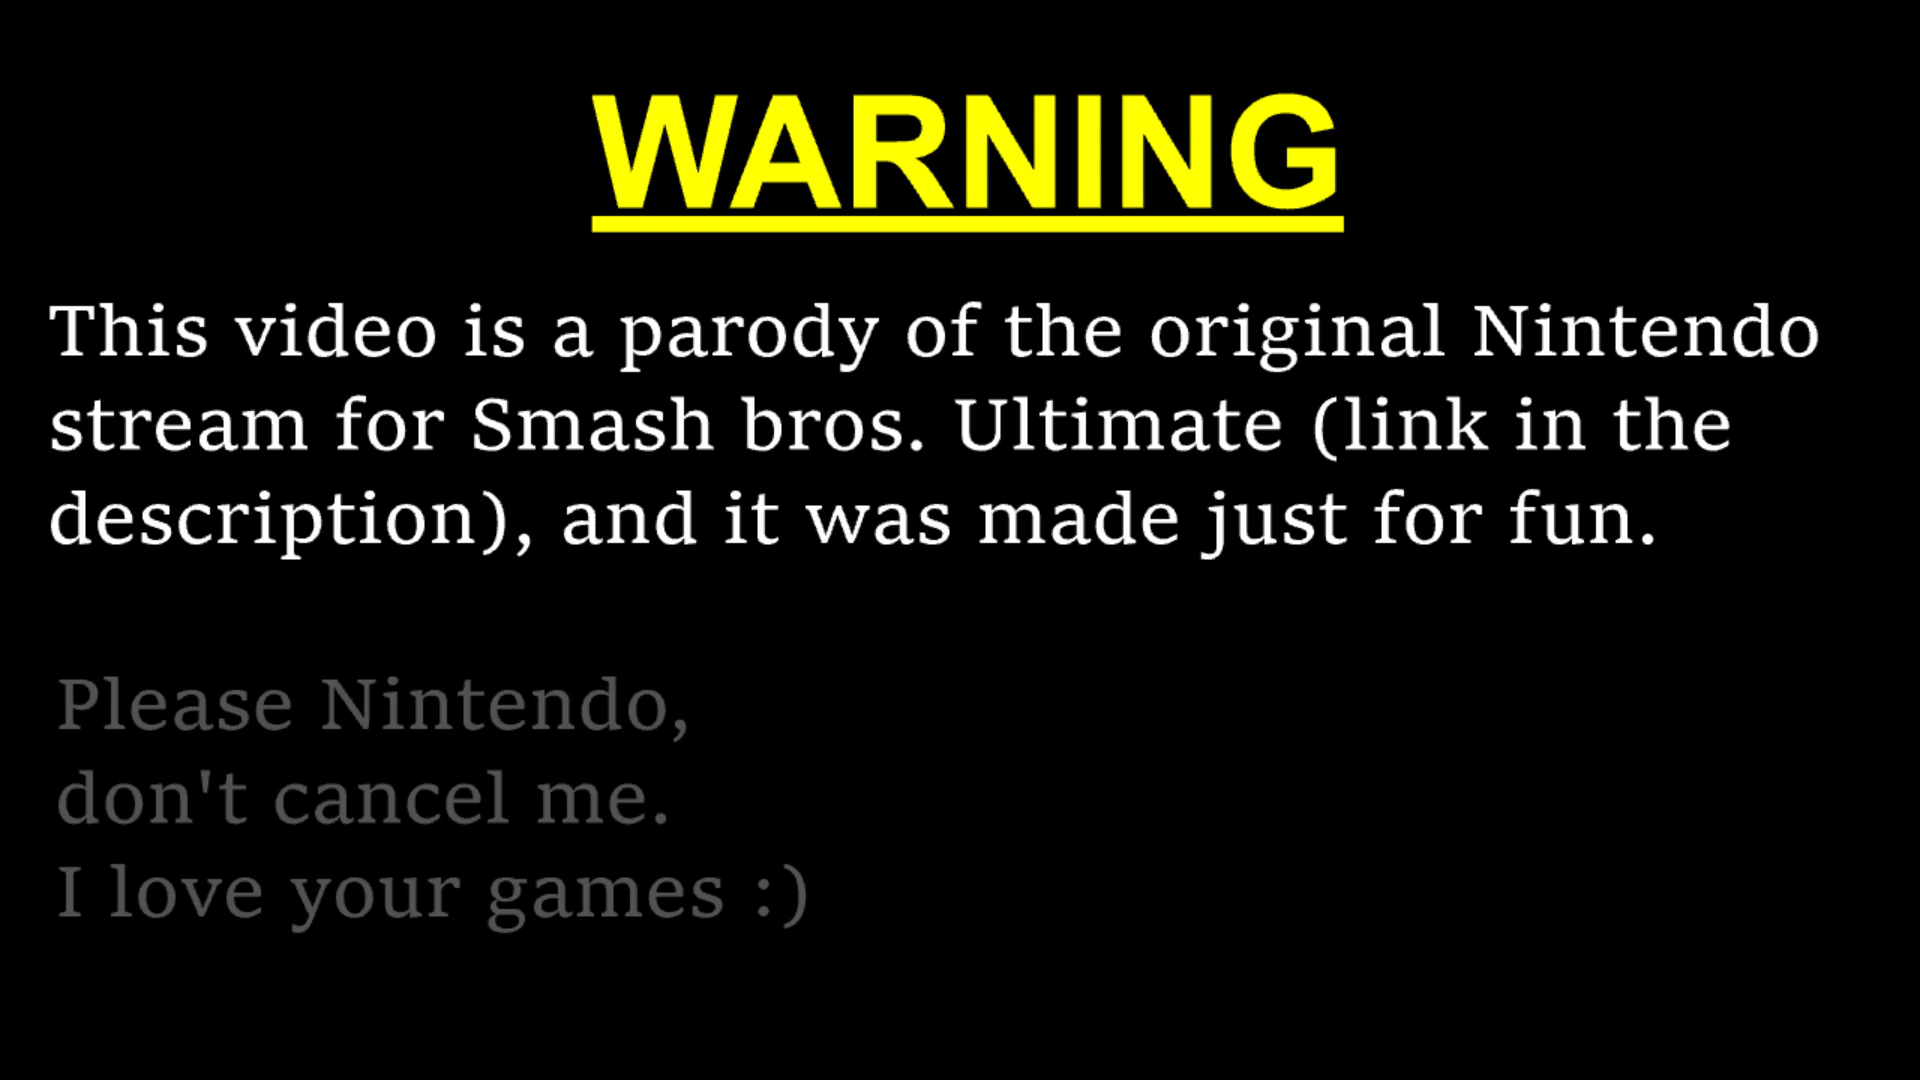 WARNING
This video is a parody of the original Nintendo
stream for Smash bros. Ultimate (link in the
description), and it was made just for fun.
Please Nintendo,
don't cancel me.
I love your games :)